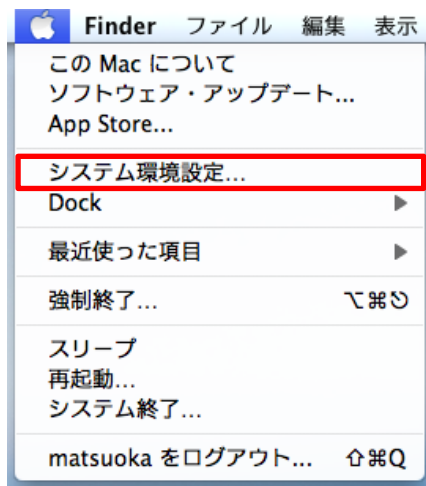 Finder ファイル 編集 表示
この Mac について
ソフトウェア・アップデート...
App Store...
システム環境設定...
Dock ▶
最近使った項目 ▶
強制終了... ⌥⌘⎋
スリープ
再起動...
システム終了...
matsuoka をログアウト... ⇧⌘Q